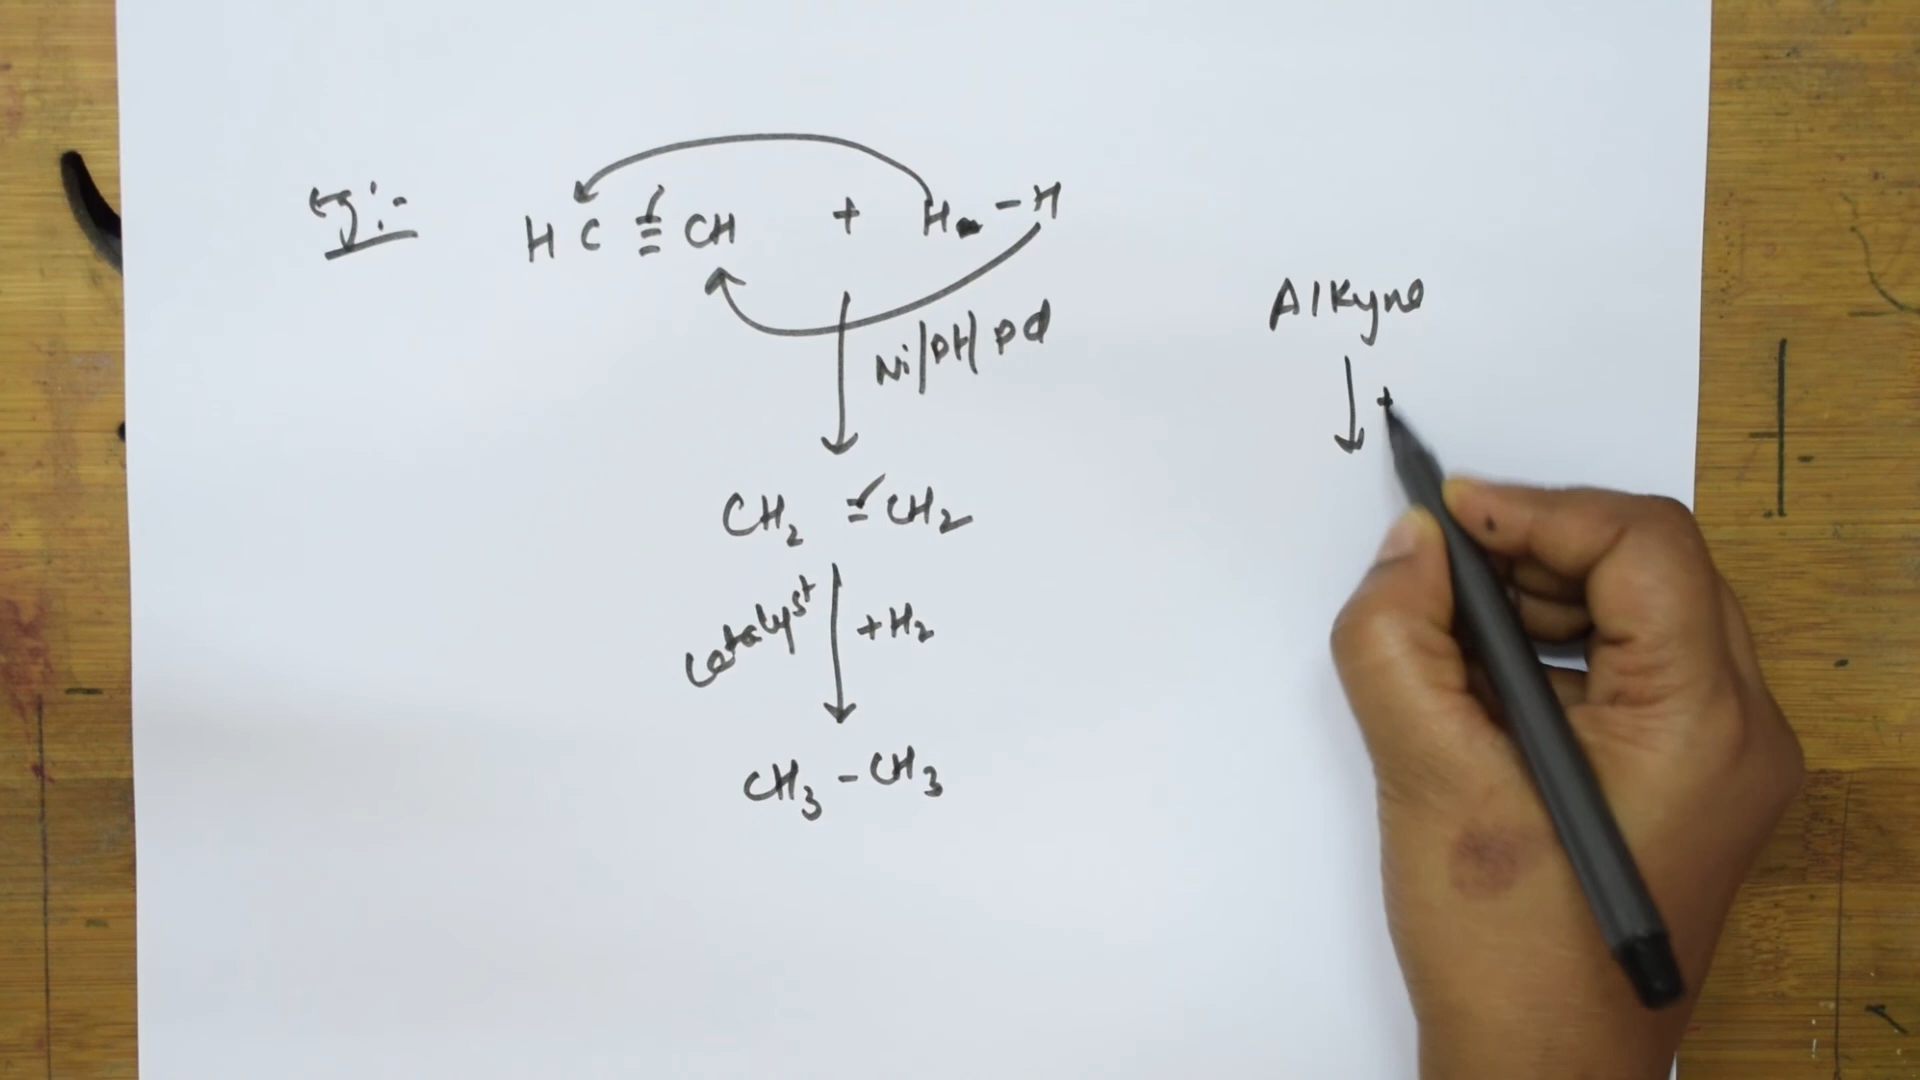 eg:-
HC ≡ CH + H - H
Ni/Pt/Pd
Alkyne
+
CH₂ = CH₂
Catalyst +H₂
CH₃ - CH₃